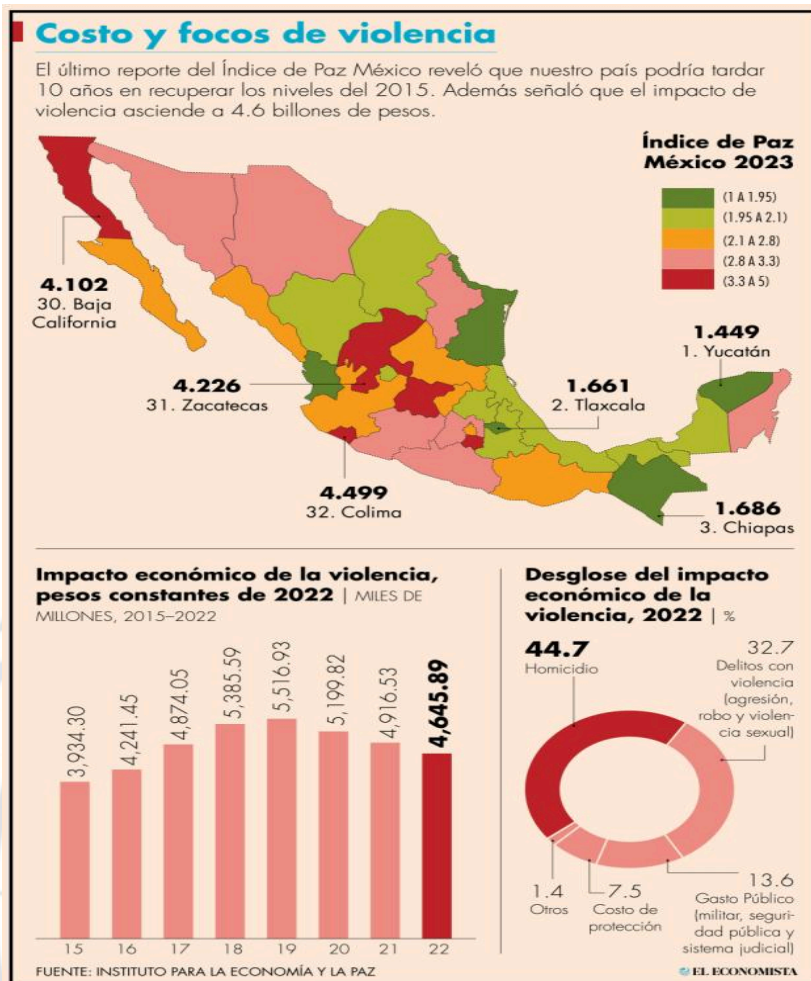 Costo y focos de violencia
El último reporte del Índice de Paz México reveló que nuestro país podría tardar
10 años en recuperar los niveles del 2015. Además señaló que el impacto de
violencia asciende a 4.6 billones de pesos.
Índice de Paz
México 2023
(1 A 1.95)
(1.95 A 2.1)
(2.1 A 2.8)
(2.8 A 3.3)
(3.3 A 5)
4.102
30. Baja
California
4.226
31. Zacatecas
4.499
32. Colima
1.449
1. Yucatán
1.661
2. Tlaxcala
1.686
3. Chiapas
Impacto económico de la violencia,
pesos constantes de 2022 | MILES DE
MILLONES, 2015–2022
3,934.30
4,241.45
4,874.05
5,385.59
5,516.93
5,199.82
4,916.53
4,645.89
15
16
17
18
19
20
21
22
Desglose del impacto
económico de la
violencia, 2022 | %
44.7
Homicidio
32.7
Delitos con
violencia
(agresión,
robo y violen-
cia sexual)
1.4
Otros
7.5
Costo de
protección
13.6
Gasto Público
(militar, seguri-
dad pública y
sistema judicial)
FUENTE: INSTITUTO PARA LA ECONOMÍA Y LA PAZ
EL ECONOMISTA